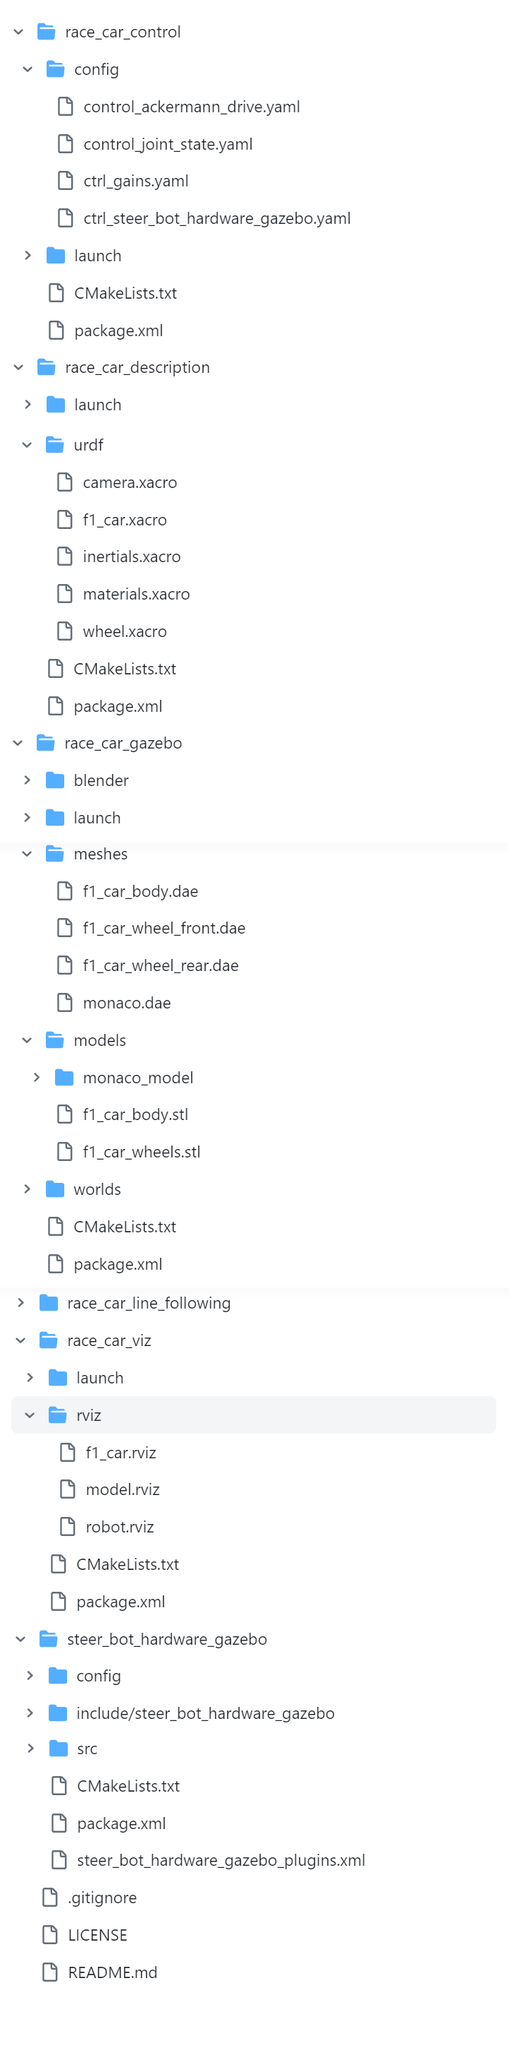 race_car_control
config
control_ackermann_drive.yaml
control_joint_state.yaml
ctrl_gains.yaml
ctrl_steer_bot_hardware_gazebo.yaml
launch
CMakeLists.txt
package.xml
race_car_description
launch
urdf
camera.xacro
f1_car.xacro
inertials.xacro
materials.xacro
wheel.xacro
CMakeLists.txt
package.xml
race_car_gazebo
blender
launch
meshes
f1_car_body.dae
f1_car_wheel_front.dae
f1_car_wheel_rear.dae
monaco.dae
models
monaco_model
f1_car_body.stl
f1_car_wheels.stl
worlds
CMakeLists.txt
package.xml
race_car_line_following
race_car_viz
launch
rviz
f1_car.rviz
model.rviz
robot.rviz
CMakeLists.txt
package.xml
steer_bot_hardware_gazebo
config
include/steer_bot_hardware_gazebo
src
CMakeLists.txt
package.xml
steer_bot_hardware_gazebo_plugins.xml
.gitignore
LICENSE
README.md